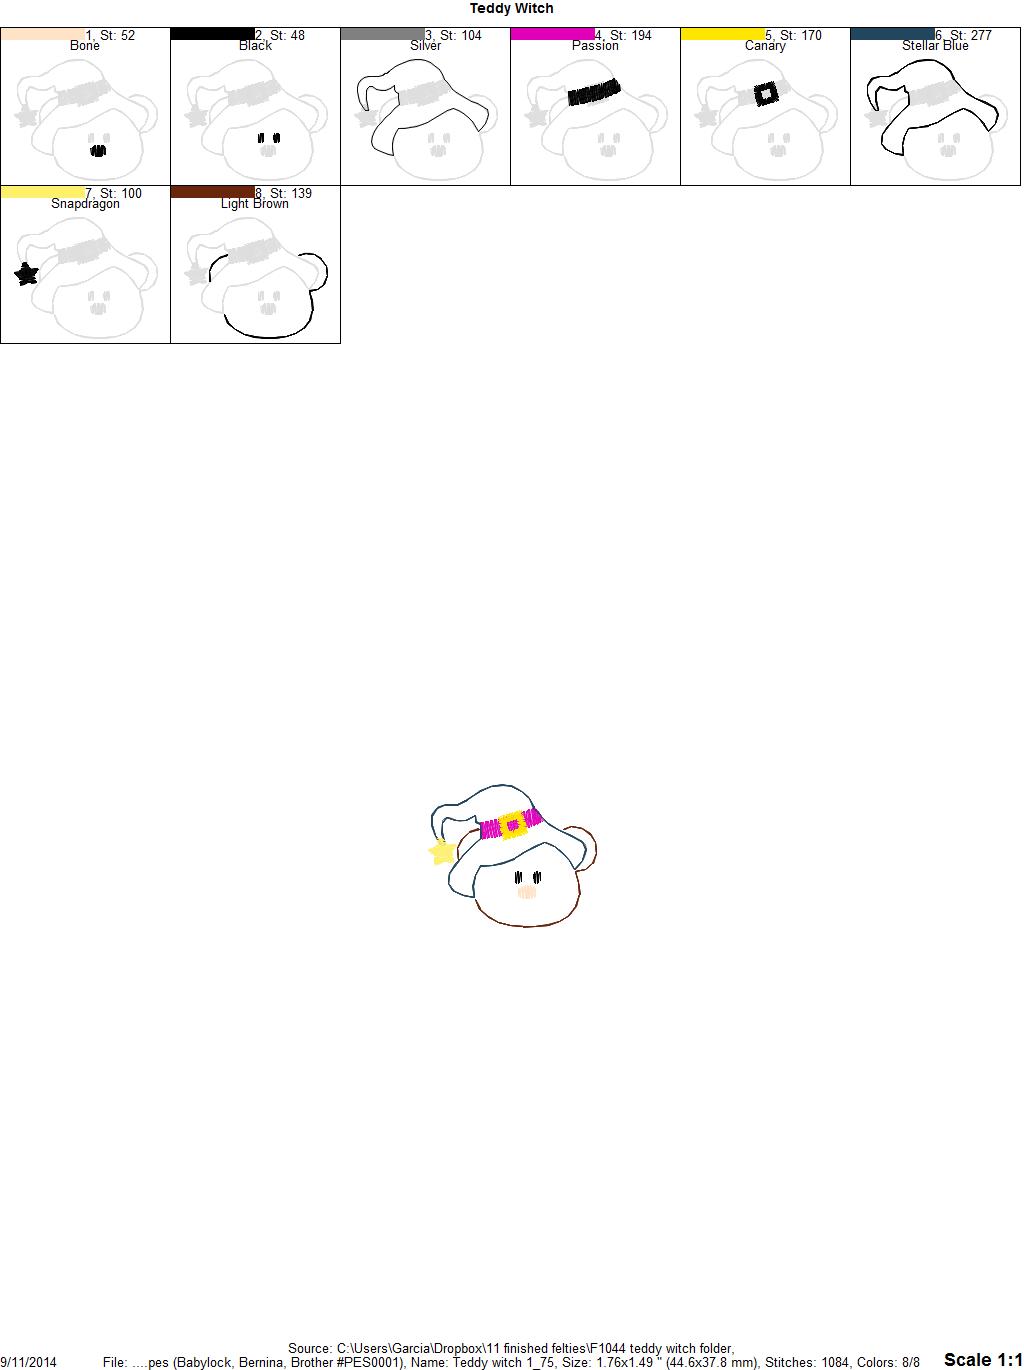 Teddy Witch
1, St: 52
Bone
2, St: 48
Black
3, St: 104
Silver
4, St: 194
Passion
5, St: 170
Canary
6, St: 277
Stellar Blue
7, St: 100
Snapdragon
8, St: 139
Light Brown
Source: C:\Users\Garcia\Dropbox\11 finished felties\F1044 teddy witch folder,
9/11/2014 File: ....pes (Babylock, Bernina, Brother #PES0001), Name: Teddy witch 1_75, Size: 1.76x1.49 " (44.6x37.8 mm), Stitches: 1084, Colors: 8/8 Scale 1:1